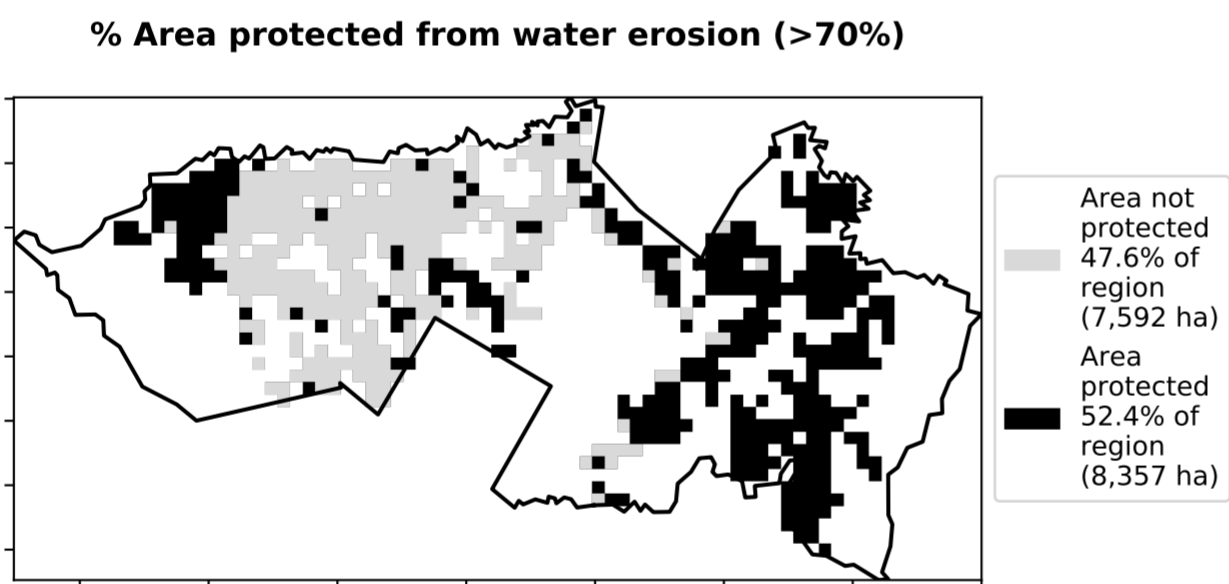 % Area protected from water erosion (>70%)
Area not
protected
47.6% of
region
(7,592 ha)
Area
protected
52.4% of
region
(8,357 ha)